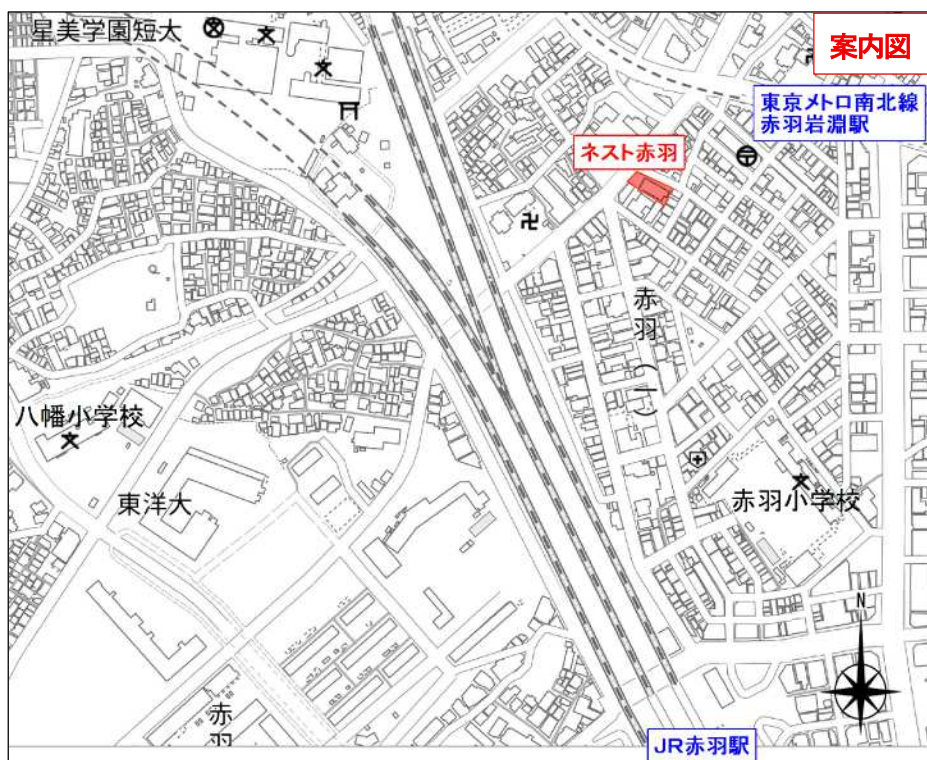 星美学園短大
案内図
東京メトロ南北線
赤羽岩淵駅
ネスト赤羽
赤羽(一)
八幡小学校
東洋大
赤羽小学校
N
赤羽
JR赤羽駅